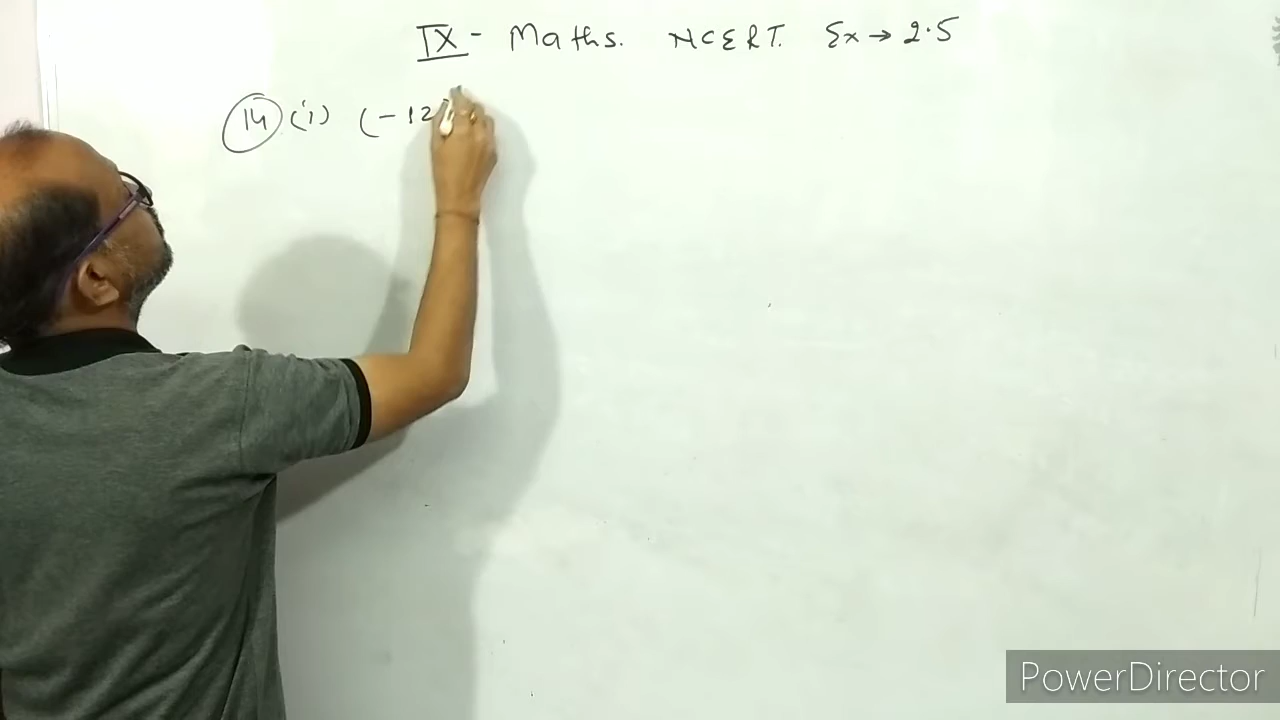 IX - Maths. NCERT. Ex → 2.5
14 (i) (-12)
PowerDirector